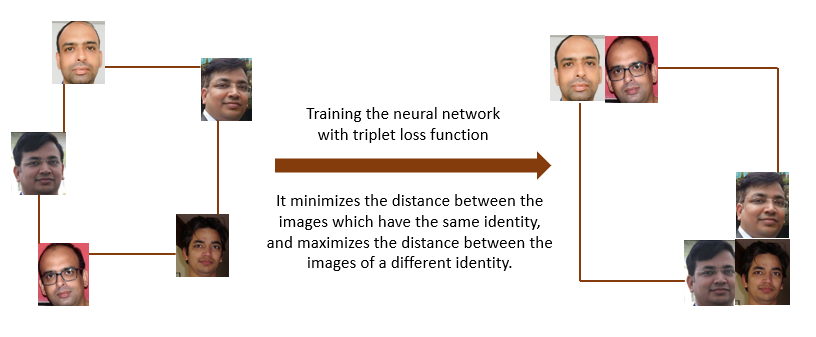 Training the neural network
with triplet loss function
It minimizes the distance between the
images which have the same identity,
and maximizes the distance between the
images of a different identity.